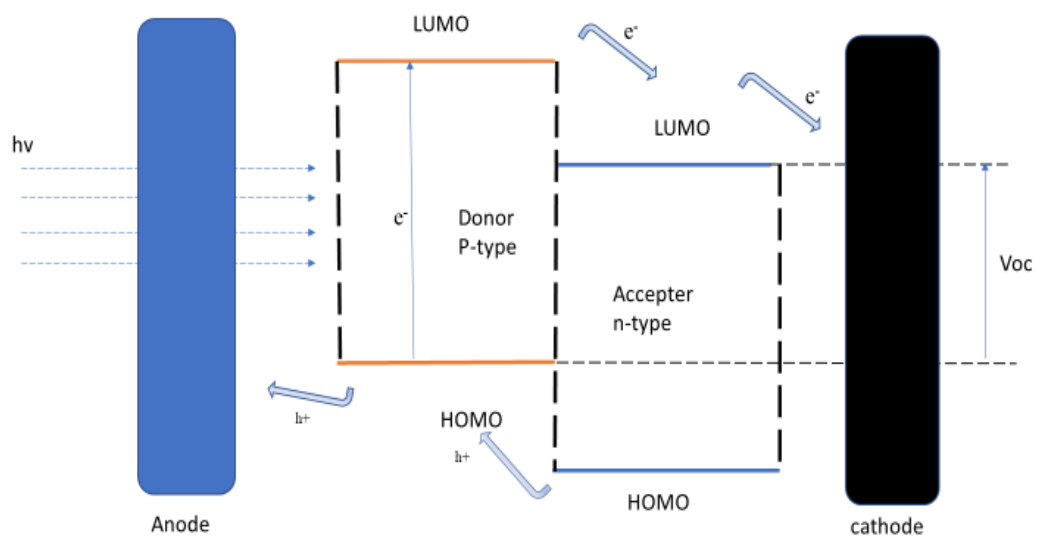 LUMO
e-
e-
LUMO
hv
e-
Donor
P-type
Voc
Accepter
n-type
h+
HOMO
h+
HOMO
Anode
cathode